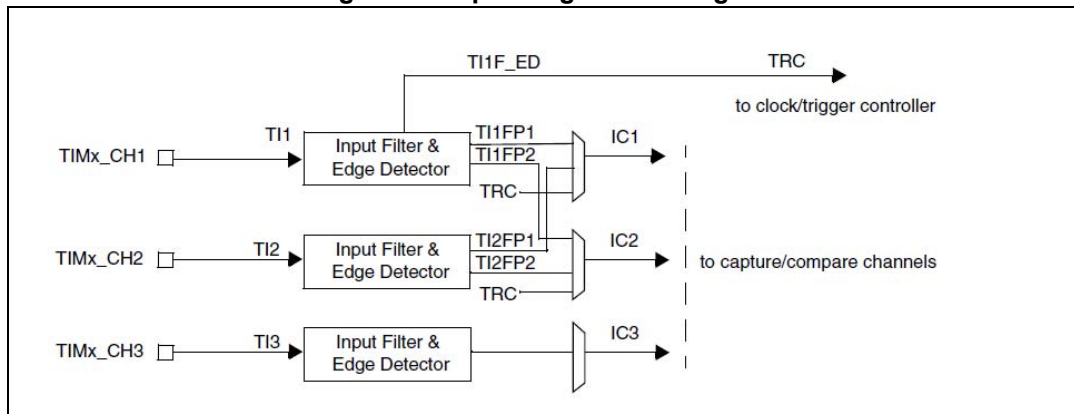 TI1F_ED
TRC
to clock/trigger controller
TIMx_CH1
TI1
Input Filter &
Edge Detector
TI1FP1
TI1FP2
TRC
IC1
TIMx_CH2
TI2
Input Filter &
Edge Detector
TI2FP1
TI2FP2
TRC
IC2
to capture/compare channels
TIMx_CH3
TI3
Input Filter &
Edge Detector
IC3